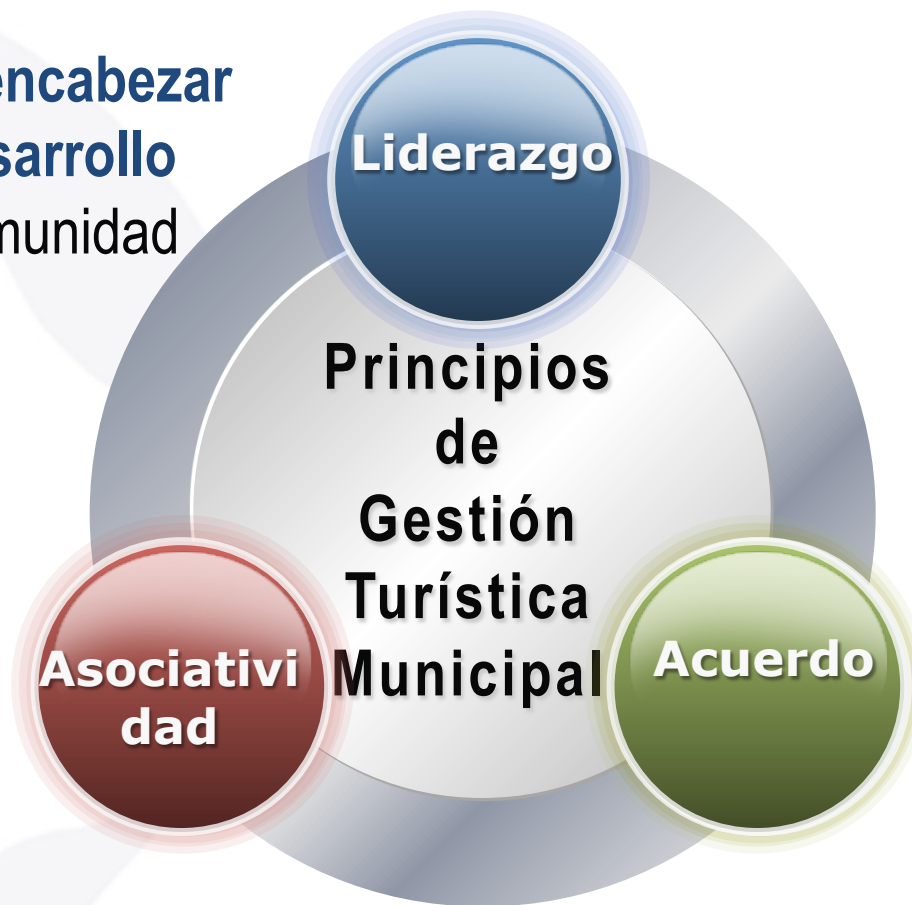 encabezar
sarrollo
munidad
Liderazgo
Principios
de
Gestión
Turística
Municipal
Asociativi
dad
Acuerdo